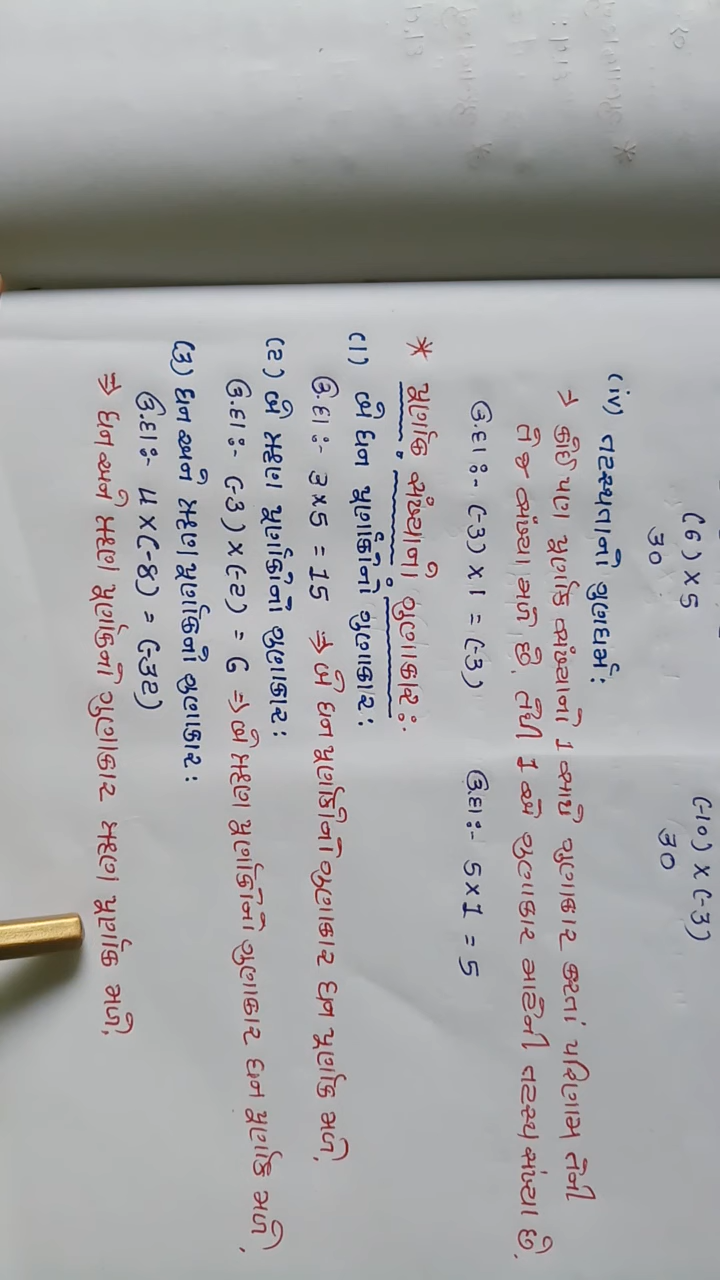 (6) × 5 (-10) × (-3)
30 30
(iv) તટસ્થતાનો ગુણધર્મ:
→ કોઈ પણ પૂર્ણાંક સંખ્યાનો 1 સાથે ગુણાકાર કરતાં પરિણામ તેની
તે જ સંખ્યા મળે છે. તેથી 1 એ ગુણાકાર માટેની તટસ્થ સંખ્યા છે.
ઉ.દા:- (-3) × 1 = (-3) ઉ.દા:- 5 × 1 = 5
* પૂર્ણાંક સંખ્યાનો ગુણાકાર:
(1) બે ધન પૂર્ણાંકોનો ગુણાકાર:
ઉ.દા:- 3 × 5 = 15 ⇒ બે ધન પૂર્ણાંકોનો ગુણાકાર ધન પૂર્ણાંક મળે.
(2) બે ઋણ પૂર્ણાંકોનો ગુણાકાર:
ઉ.દા:- (-3) × (-2) = 6 ⇒ બે ઋણ પૂર્ણાંકોનો ગુણાકાર ધન પૂર્ણાંક મળે.
(3) ધન અને ઋણ પૂર્ણાંકનો ગુણાકાર:
ઉ.દા:- 4 × (-8) = (-32)
⇒ ધન અને ઋણ પૂર્ણાંકનો ગુણાકાર ઋણ પૂર્ણાંક મળે.